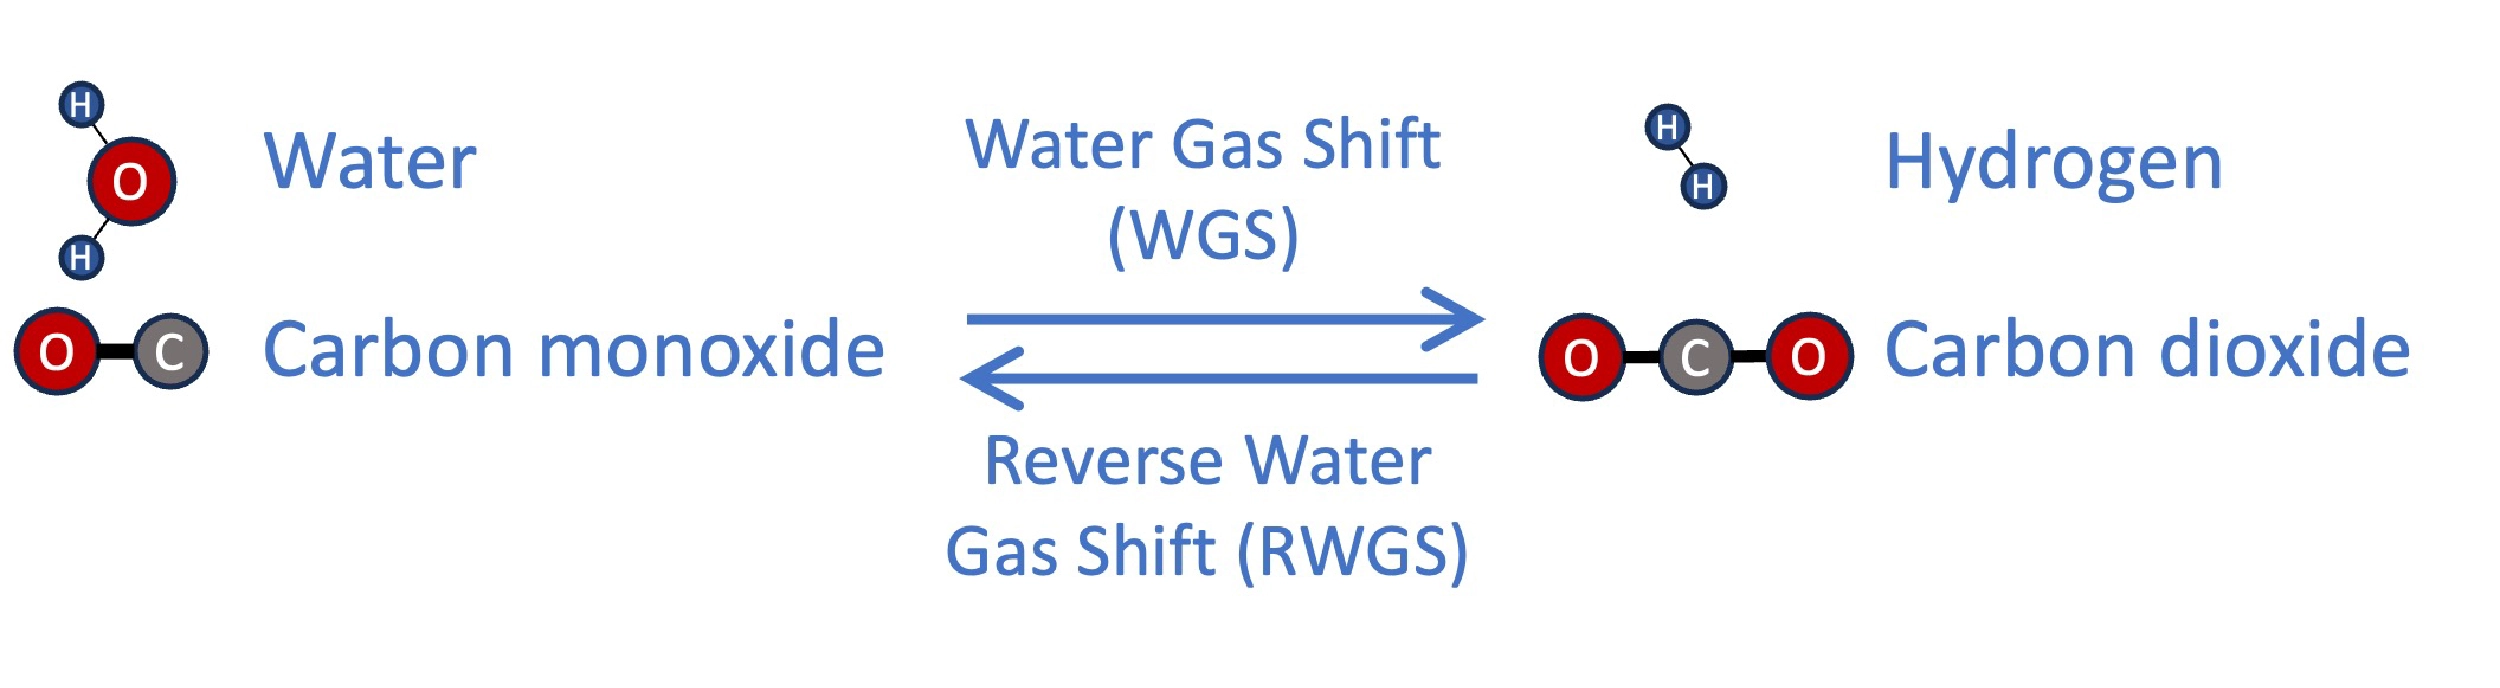 H
O
H
Water
O C
Carbon monoxide
Water Gas Shift
(WGS)
Reverse Water
Gas Shift (RWGS)
H
H
Hydrogen
O C O
Carbon dioxide